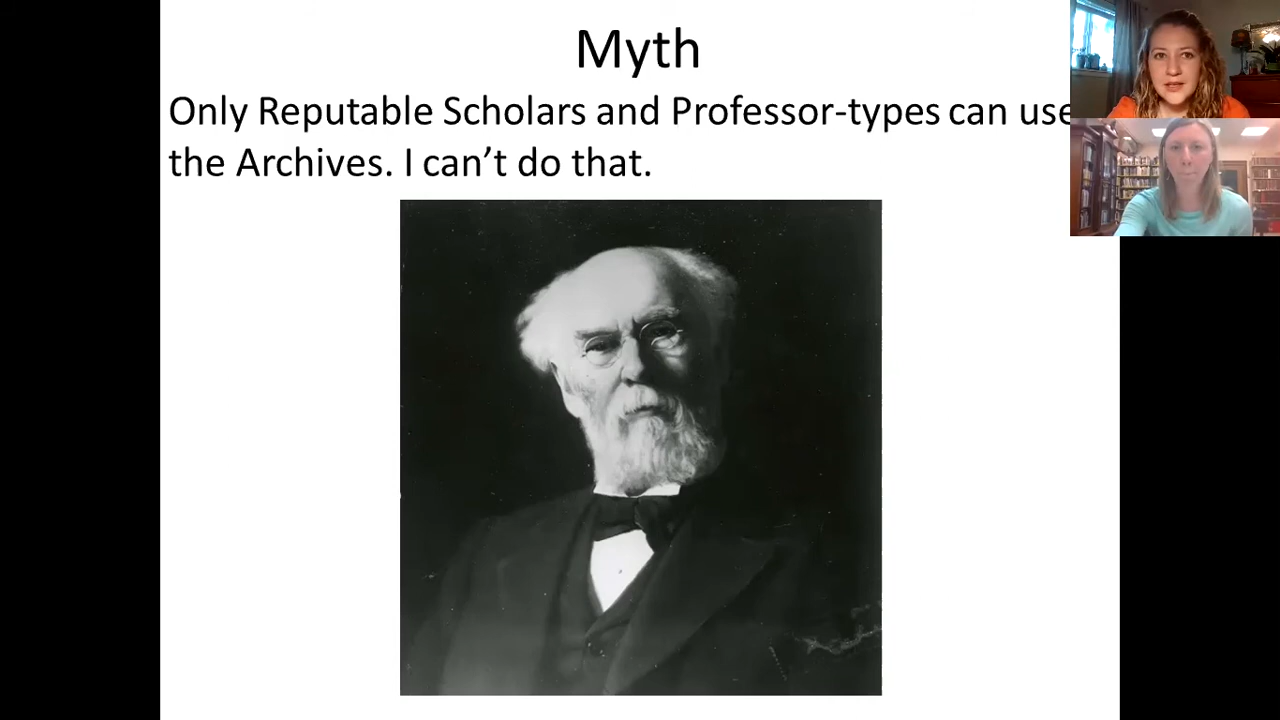 Myth
Only Reputable Scholars and Professor-types can use
the Archives. I can’t do that.